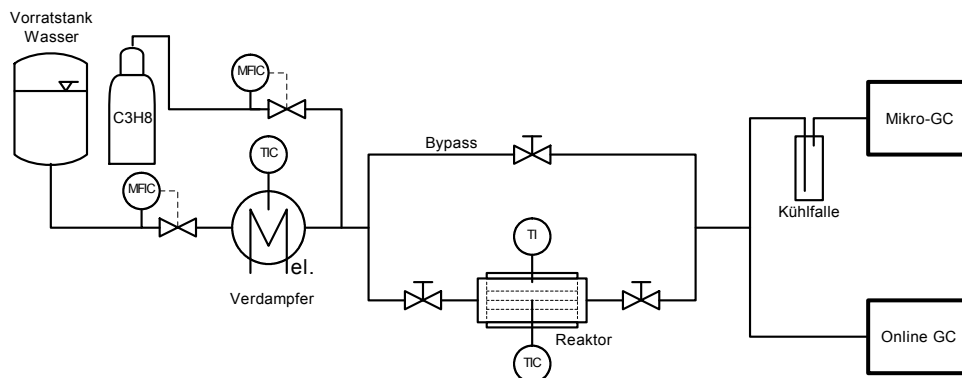 Vorratstank
Wasser
C3H8
MFIC
MFIC
TIC
el.
Verdampfer
Bypass
TI
TIC
Reaktor
Kühlfalle
Mikro-GC
Online GC